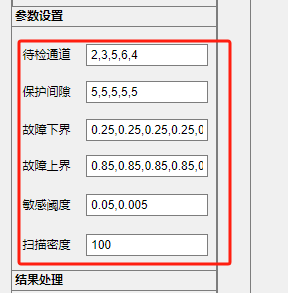 参数设置
待检通道 2,3,5,6,4
保护间隙 5,5,5,5,5
故障下界 0.25,0.25,0.25,0.25,0
故障上界 0.85,0.85,0.85,0.85,0
敏感阈度 0.05,0.005
扫描密度 100
结果处理